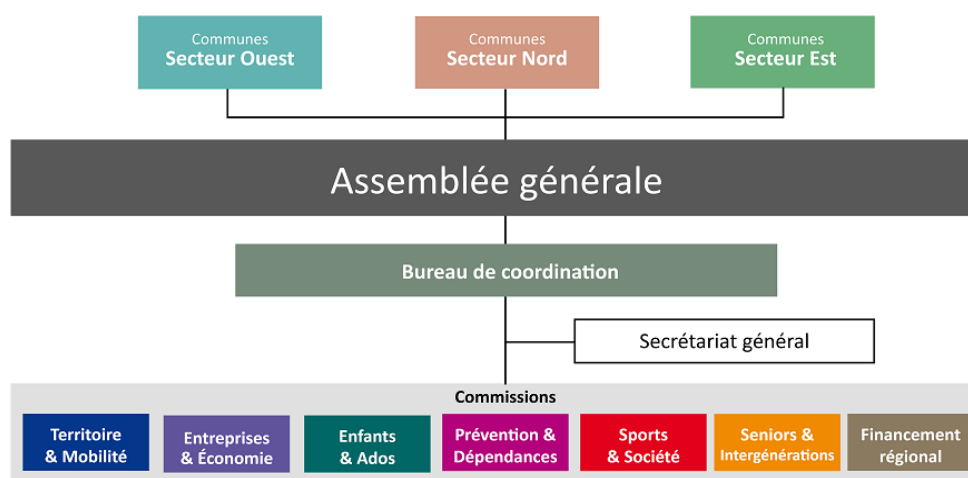 Communes
Secteur Ouest
Communes
Secteur Nord
Communes
Secteur Est
Assemblée générale
Bureau de coordination
Secrétariat général
Commissions
Territoire
& Mobilité
Entreprises
& Économie
Enfants
& Ados
Prévention &
Dépendances
Sports
& Société
Seniors &
Intergénérations
Financement
régional